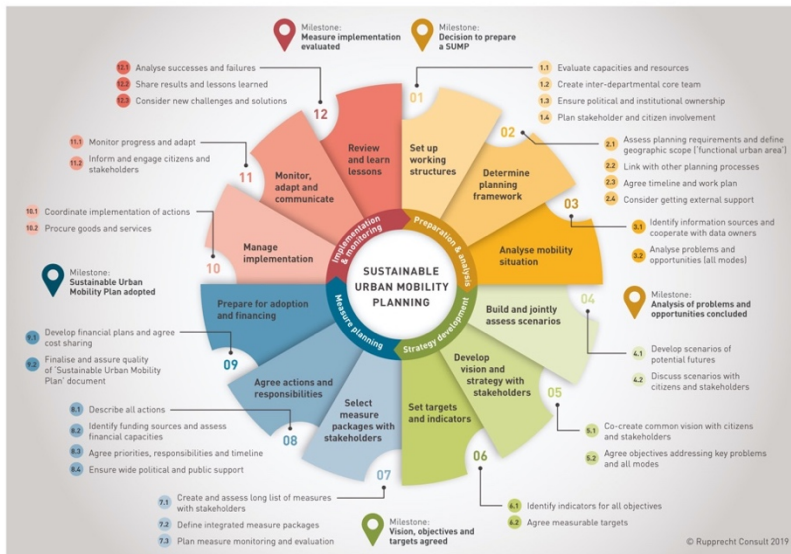 Milestone:
Measure implementation
evaluated
Milestone:
Decision to prepare
a SUMP
12.1 Analyse successes and failures
12.2 Share results and lessons learned
12.3 Consider new challenges and solutions
1.1 Evaluate capacities and resources
1.2 Create inter-departmental core team
1.3 Ensure political and institutional ownership
1.4 Plan stakeholder and citizen involvement
11.1 Monitor progress and adapt
11.2 Inform and engage citizens and
stakeholders
2.1 Assess planning requirements and define
geographic scope ('functional urban area')
2.2 Link with other planning processes
2.3 Agree timeline and work plan
2.4 Consider getting external support
10.1 Coordinate implementation of actions
10.2 Procure goods and services
3.1 Identify information sources and
cooperate with data owners
3.2 Analyse problems and
opportunities (all modes)
Milestone:
Sustainable Urban
Mobility Plan adopted
Milestone:
Analysis of problems and
opportunities concluded
9.1 Develop financial plans and agree
cost sharing
9.2 Finalise and assure quality
of 'Sustainable Urban Mobility
Plan' document
4.1 Develop scenarios of
potential futures
4.2 Discuss scenarios with
citizens and stakeholders
8.1 Describe all actions
8.2 Identify funding sources and assess
financial capacities
8.3 Agree priorities, responsibilities and timeline
8.4 Ensure wide political and public support
5.1 Co-create common vision with citizens
and stakeholders
5.2 Agree objectives addressing key problems
and all modes
7.1 Create and assess long list of measures
with stakeholders
7.2 Define integrated measure packages
7.3 Plan measure monitoring and evaluation
Milestone:
Vision, objectives and
targets agreed
6.1 Identify indicators for all objectives
6.2 Agree measurable targets
01
Set up
working
structures
02
Determine
planning
framework
03
Analyse mobility
situation
04
Build and jointly
assess scenarios
05
Develop
vision and
strategy with
stakeholders
06
Set targets
and indicators
07
Select
measure
packages with
stakeholders
08
Agree actions and
responsibilities
09
Prepare for adoption
and financing
10
Manage
implementation
11
Monitor,
adapt and
communicate
12
Review
and learn
lessons
Preparation & analysis
Strategy development
Measure planning
Implementation
& monitoring
SUSTAINABLE
URBAN MOBILITY
PLANNING
© Rupprecht Consult 2019